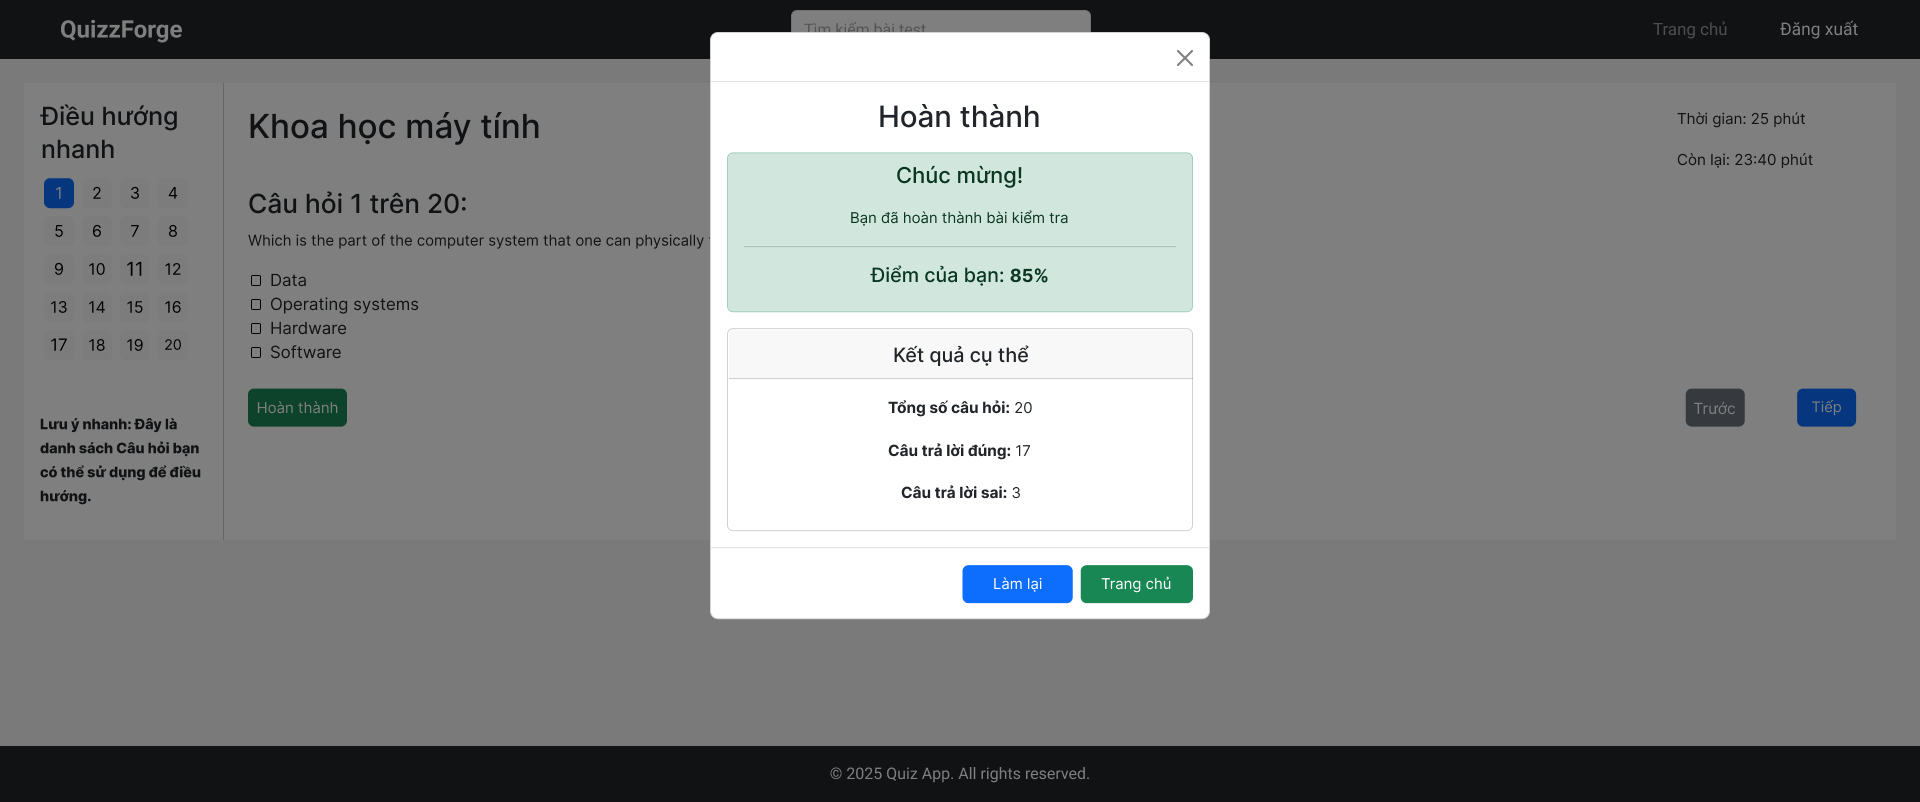 QuizzForge
Tìm kiếm bài test
Trang chủ
Đăng xuất
Điều hướng
nhanh
1 2 3 4
5 6 7 8
9 10 11 12
13 14 15 16
17 18 19 20
Lưu ý nhanh: Đây là
danh sách Câu hỏi bạn
có thể sử dụng để điều
hướng.
Khoa học máy tính
Câu hỏi 1 trên 20:
Which is the part of the computer system that one can physically
Data
Operating systems
Hardware
Software
Hoàn thành
Thời gian: 25 phút
Còn lại: 23:40 phút
Trước
Tiếp
Hoàn thành
Chúc mừng!
Bạn đã hoàn thành bài kiểm tra
Điểm của bạn: 85%
Kết quả cụ thể
Tổng số câu hỏi: 20
Câu trả lời đúng: 17
Câu trả lời sai: 3
Làm lại
Trang chủ
© 2025 Quiz App. All rights reserved.